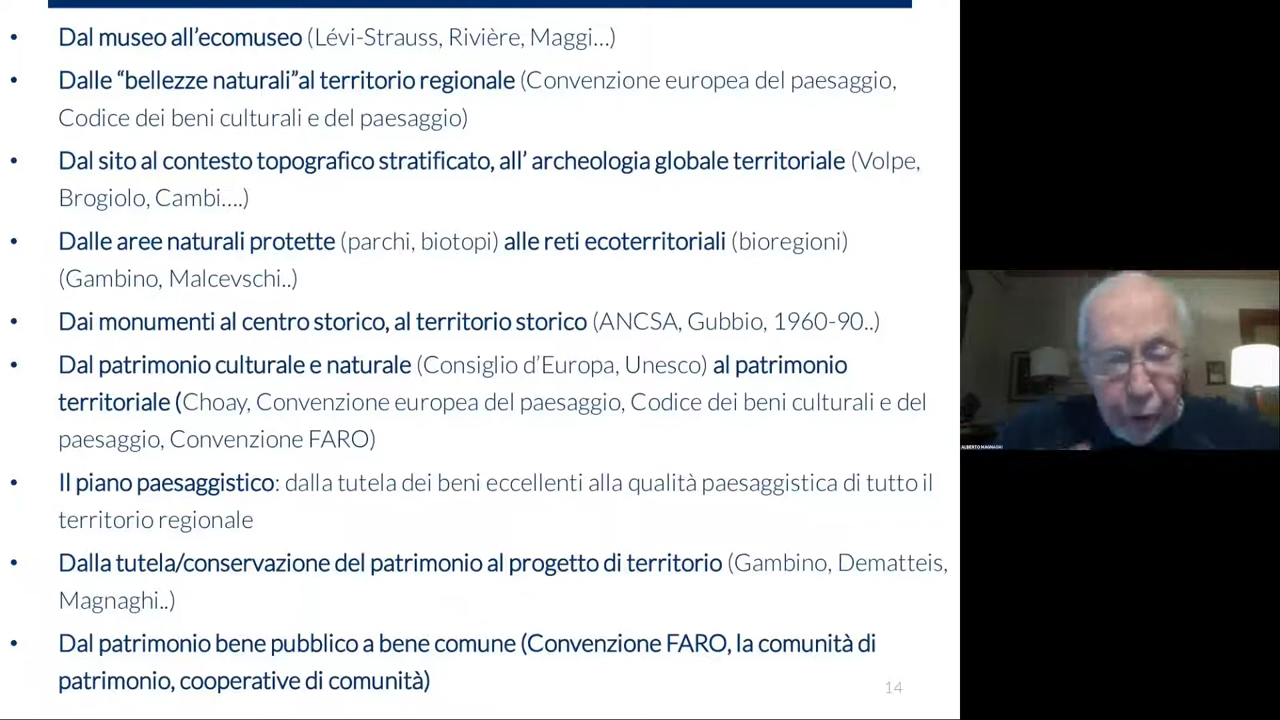 • Dal museo all’ecomuseo (Lévi-Strauss, Rivière, Maggi...)
• Dalle “bellezze naturali”al territorio regionale (Convenzione europea del paesaggio,
Codice dei beni culturali e del paesaggio)
• Dal sito al contesto topografico stratificato, all’ archeologia globale territoriale (Volpe,
Brogiolo, Cambi....)
• Dalle aree naturali protette (parchi, biotopi) alle reti ecoterritoriali (bioregioni)
(Gambino, Malcevschi..)
• Dai monumenti al centro storico, al territorio storico (ANCSA, Gubbio, 1960-90..)
• Dal patrimonio culturale e naturale (Consiglio d’Europa, Unesco) al patrimonio
territoriale (Choay, Convenzione europea del paesaggio, Codice dei beni culturali e del
paesaggio, Convenzione FARO)
• Il piano paesaggistico: dalla tutela dei beni eccellenti alla qualità paesaggistica di tutto il
territorio regionale
• Dalla tutela/conservazione del patrimonio al progetto di territorio (Gambino, Dematteis,
Magnaghi..)
• Dal patrimonio bene pubblico a bene comune (Convenzione FARO, la comunità di
patrimonio, cooperative di comunità)
14
ALBERTO MAGNAGHI